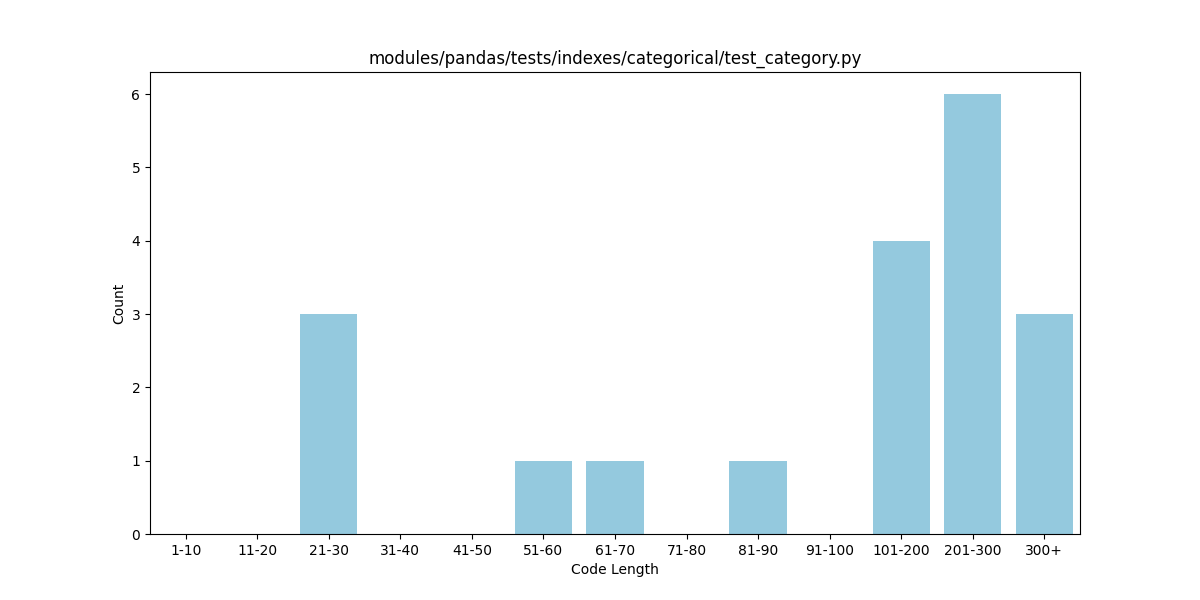 modules/pandas/tests/indexes/categorical/test_category.py
6
5
4
3
2
1
0
Count
1-10 11-20 21-30 31-40 41-50 51-60 61-70 71-80 81-90 91-100 101-200 201-300 300+
Code Length